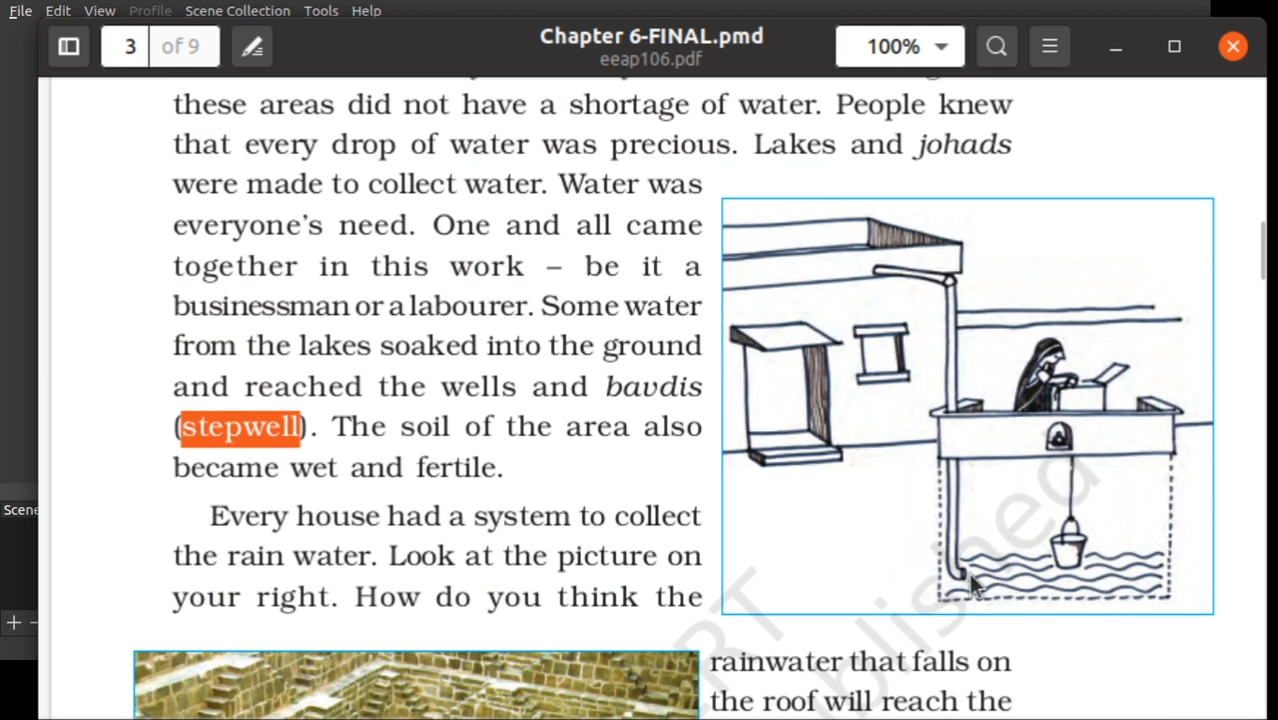 File Edit View Profile Scene Collection Tools Help
3 of 9
Chapter 6-FINAL.pmd
eeap106.pdf
100%
these areas did not have a shortage of water. People knew
that every drop of water was precious. Lakes and johads
were made to collect water. Water was
everyone's need. One and all came
together in this work – be it a
businessman or a labourer. Some water
from the lakes soaked into the ground
and reached the wells and bavdis
(stepwell). The soil of the area also
became wet and fertile.
Every house had a system to collect
the rain water. Look at the picture on
your right. How do you think the
rainwater that falls on
the roof will reach the
Scene